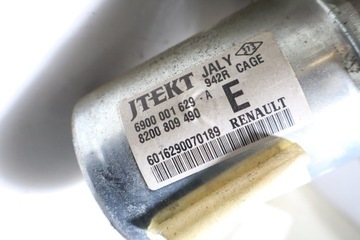 JTEKT JALY
942R CAGE
6900 001 629 - A
8200 809 490
E
RENAULT
6016290070189